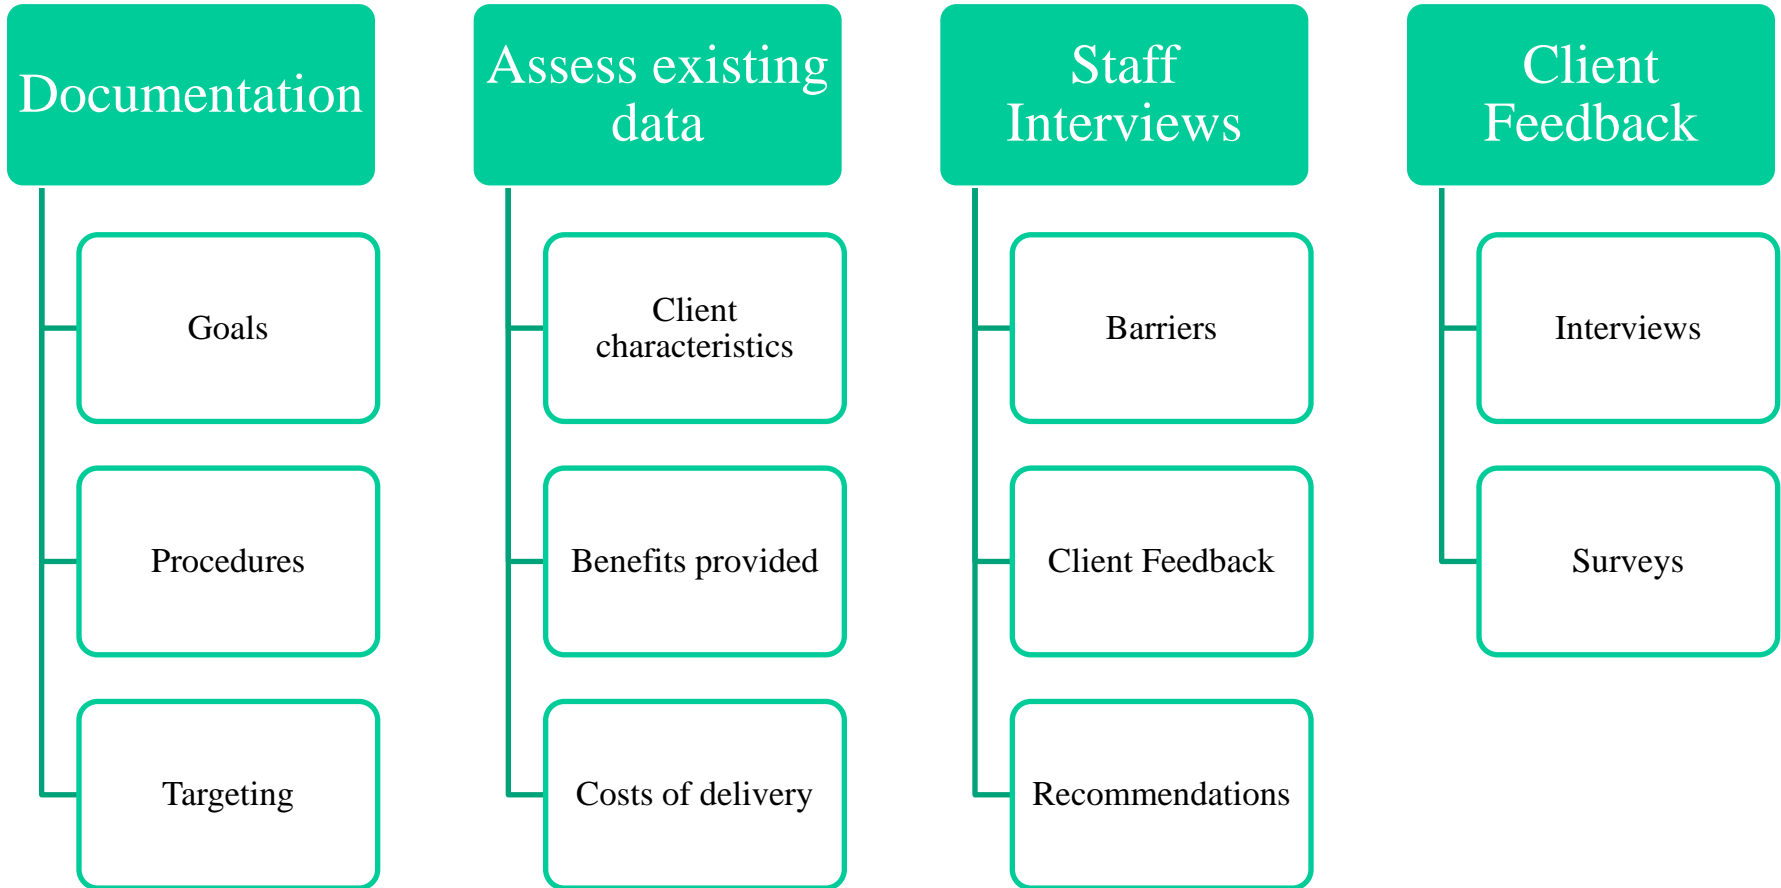 Documentation
Goals
Procedures
Targeting
Assess existing
data
Client
characteristics
Benefits provided
Costs of delivery
Staff
Interviews
Barriers
Client Feedback
Recommendations
Client
Feedback
Interviews
Surveys